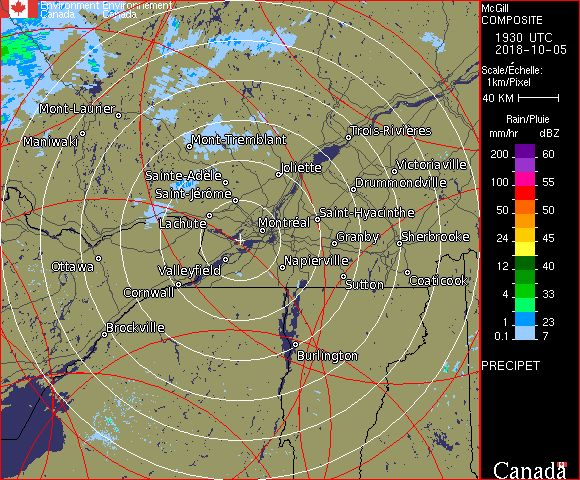 Environment Environnement
Canada Canada
McGill
COMPOSITE
1930 UTC
2018-10-05
Scale/Échelle:
1km/Pixel
40 KM
Rain/Pluie
mm/hr dBZ
200 60
150 57
100 55
50 50
24 45
12 40
4 33
1 23
0.1 7
PRECIPET
Canada
Mont-Laurier
Maniwaki
Mont-Tremblant
Trois-Rivières
Joliette
Victoriaville
Sainte-Adèle
Drummondville
Saint-Jérôme
Lachute
Saint-Hyacinthe
Montréal
Granby
Sherbrooke
Ottawa
Valleyfield
Napierville
Cornwall
Sutton
Coaticook
Brockville
Burlington